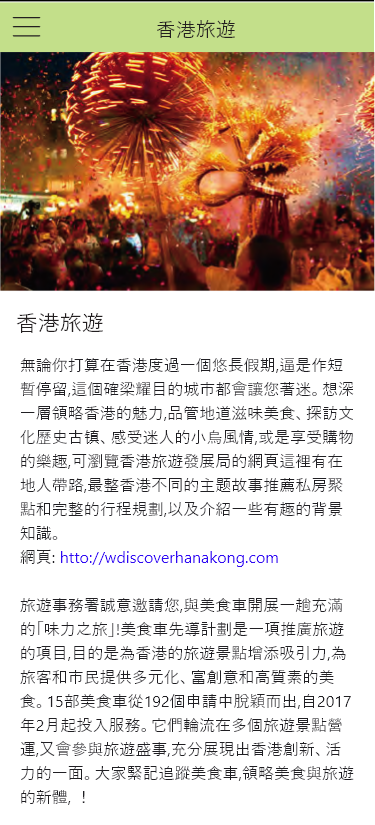 香港旅遊
香港旅遊
無論你打算在香港度過一個悠長假期,逼是作短
暫停留,這個確梁耀目的城市都會讓您著迷。想深
一層領略香港的魅力,品管地道滋味美食、探訪文
化歷史古镇、感受迷人的小烏風情,或是享受購物
的樂趣,可瀏覽香港旅遊發展局的網頁這裡有在
地人帶路,最整香港不同的主题故事推薦私房聚
點和完整的行程規劃,以及介紹一些有趣的背景
知識。
網頁: htto://wdiscoverhanakong.com
旅遊事務署誠意邀請您,與美食車開展一趟充滿
的「味力之旅」!美食車先導計劃是一項推廣旅遊
的項目,目的是為香港的旅遊景點增添吸引力,為
旅客和市民提供多元化、富創意和高質素的美
食。15部美食車從192個申請中脫穎而出,自2017
年2月起投入服務。它們輪流在多個旅遊景點營
運,又會參與旅遊盛事,充分展現出香港創新、活
力的一面。大家緊記追蹤美食車,領略美食與旅遊
的新體, !